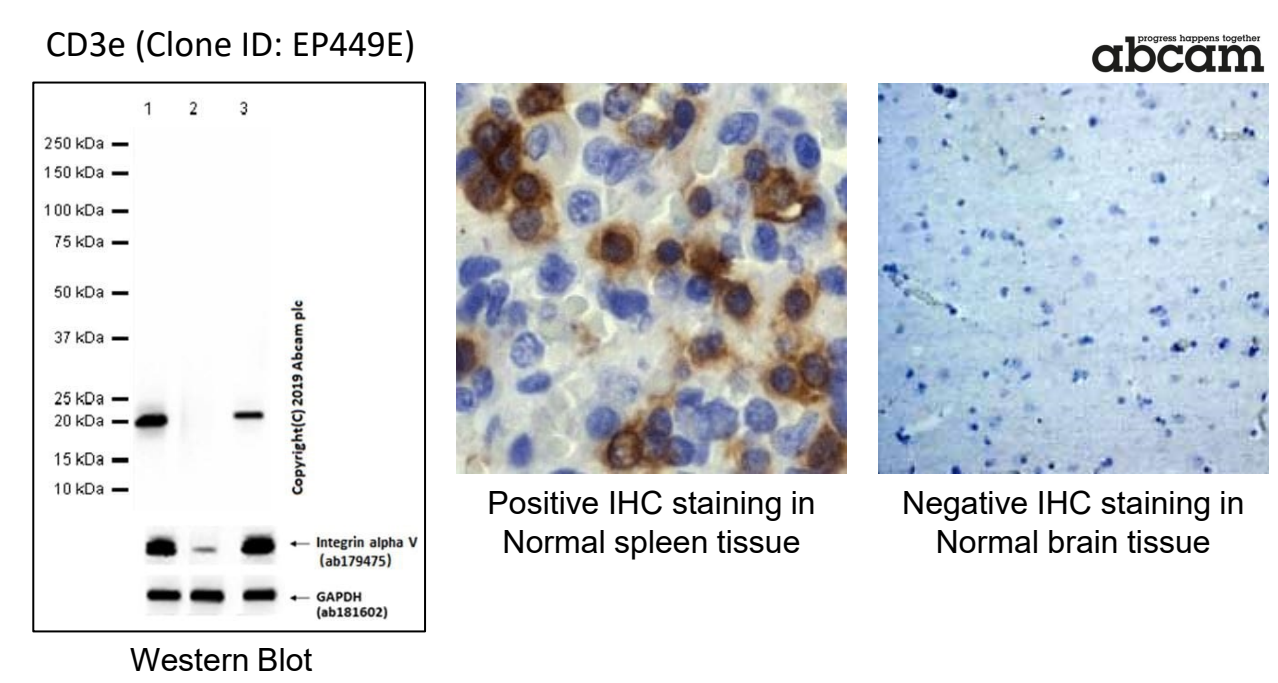 CD3e (Clone ID: EP449E)
progress happens together
abcam
1 2 3
250 kDa
150 kDa
100 kDa
75 kDa
50 kDa
37 kDa
25 kDa
20 kDa
15 kDa
10 kDa
Copyright(C) 2019 Abcam plc
Integrin alpha V
(ab179475)
GAPDH
(ab181602)
Western Blot
Positive IHC staining in
Normal spleen tissue
Negative IHC staining in
Normal brain tissue